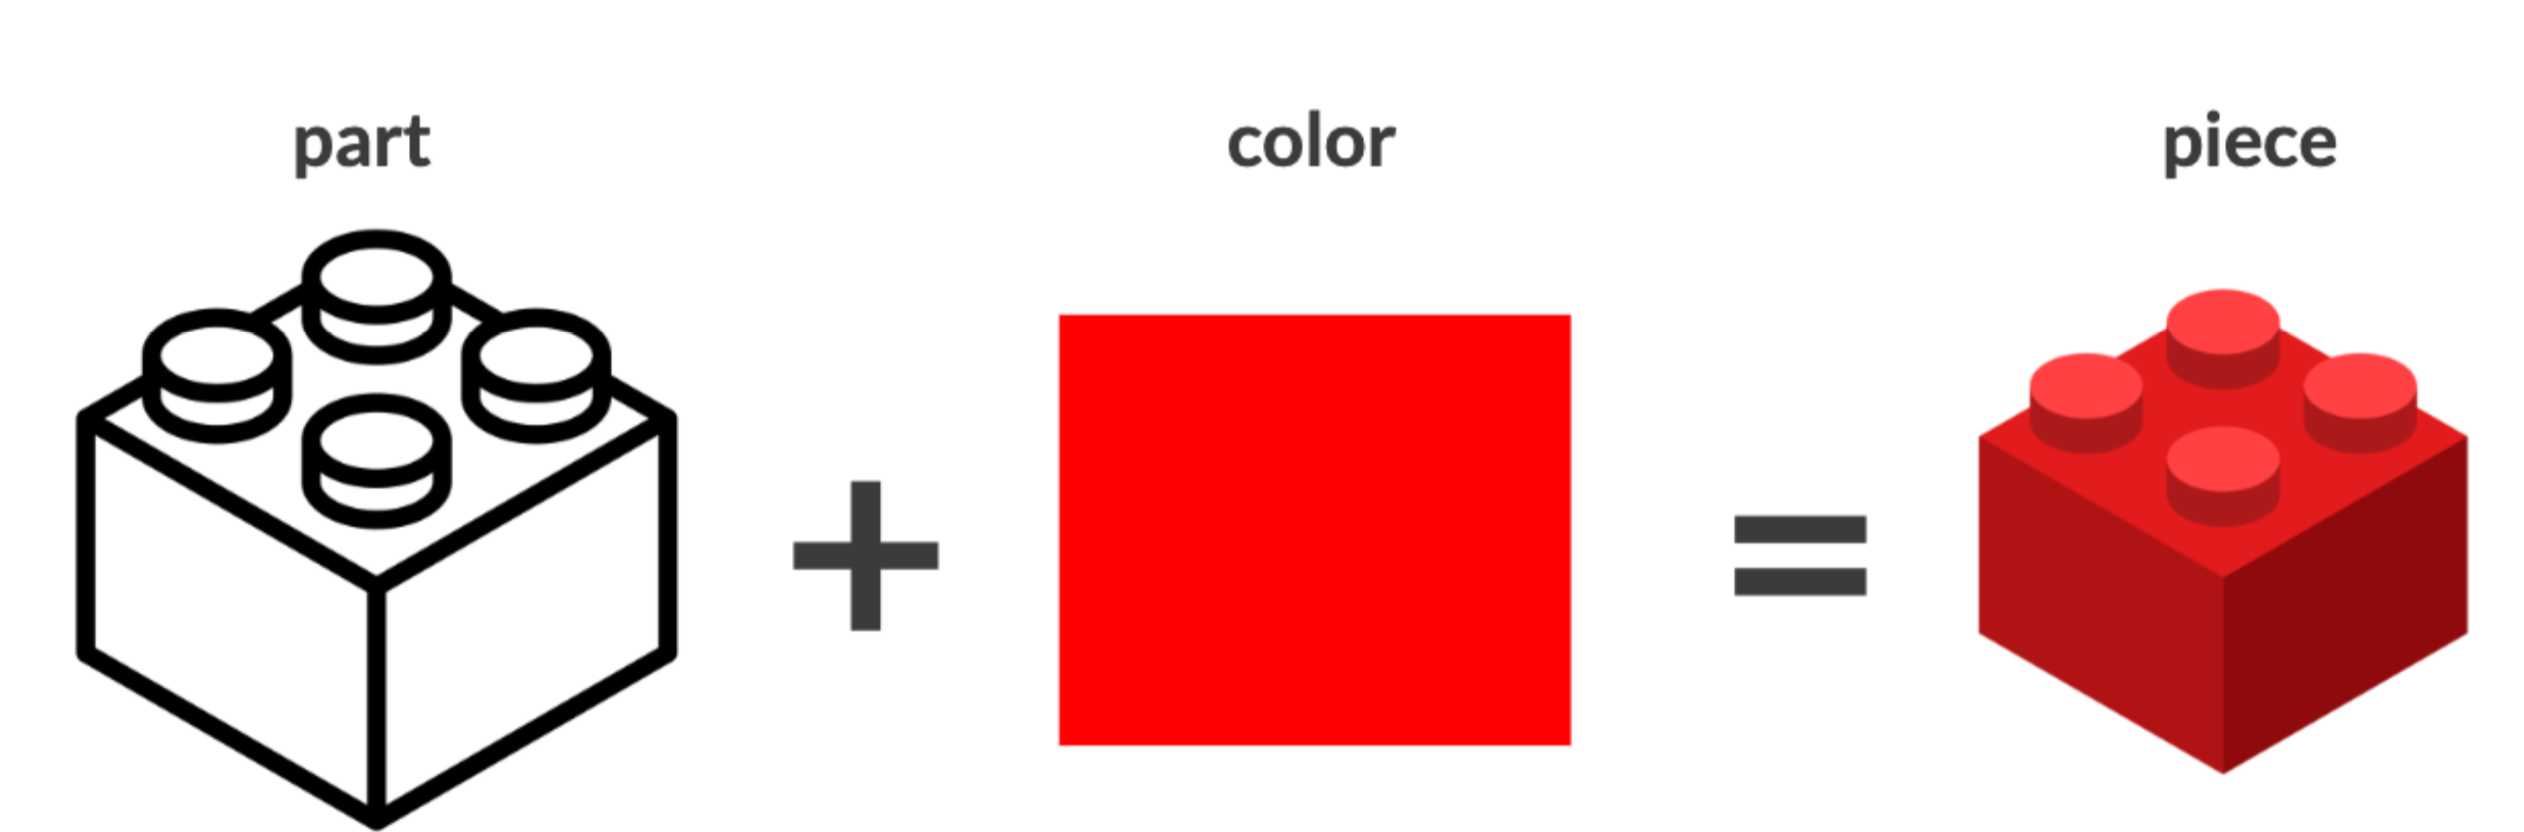 part
color
piece
+
=